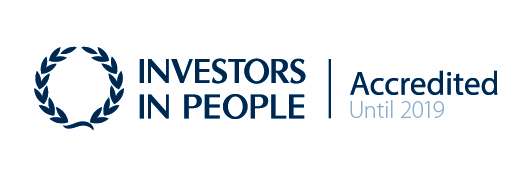 INVESTORS
IN PEOPLE
Accredited
Until 2019